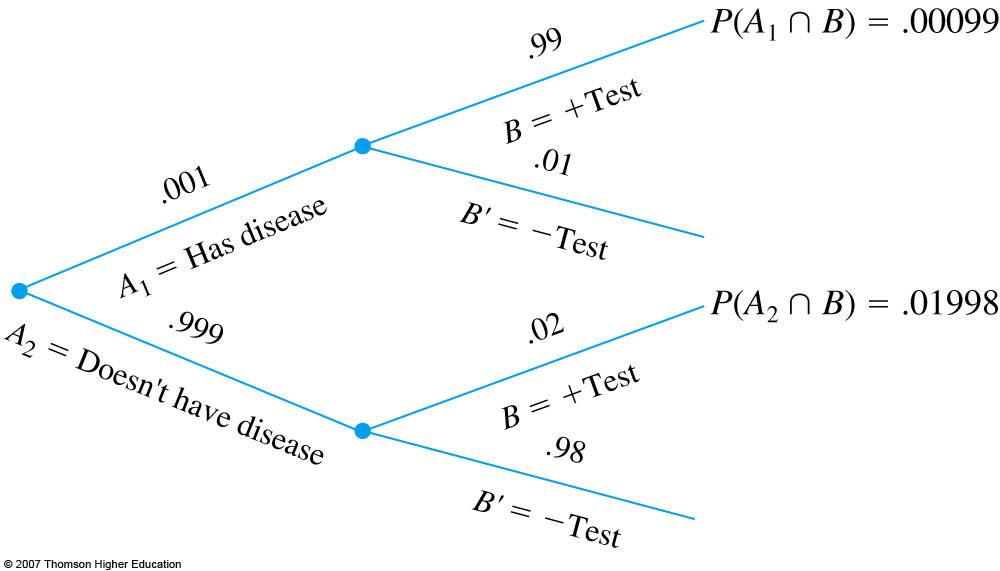 P(A₁ ∩ B) = .00099
.99
B = +Test
.01
.001
B′ = −Test
A₁ = Has disease
P(A₂ ∩ B) = .01998
.999
.02
A₂ = Doesn't have disease
B = +Test
.98
B′ = −Test
© 2007 Thomson Higher Education